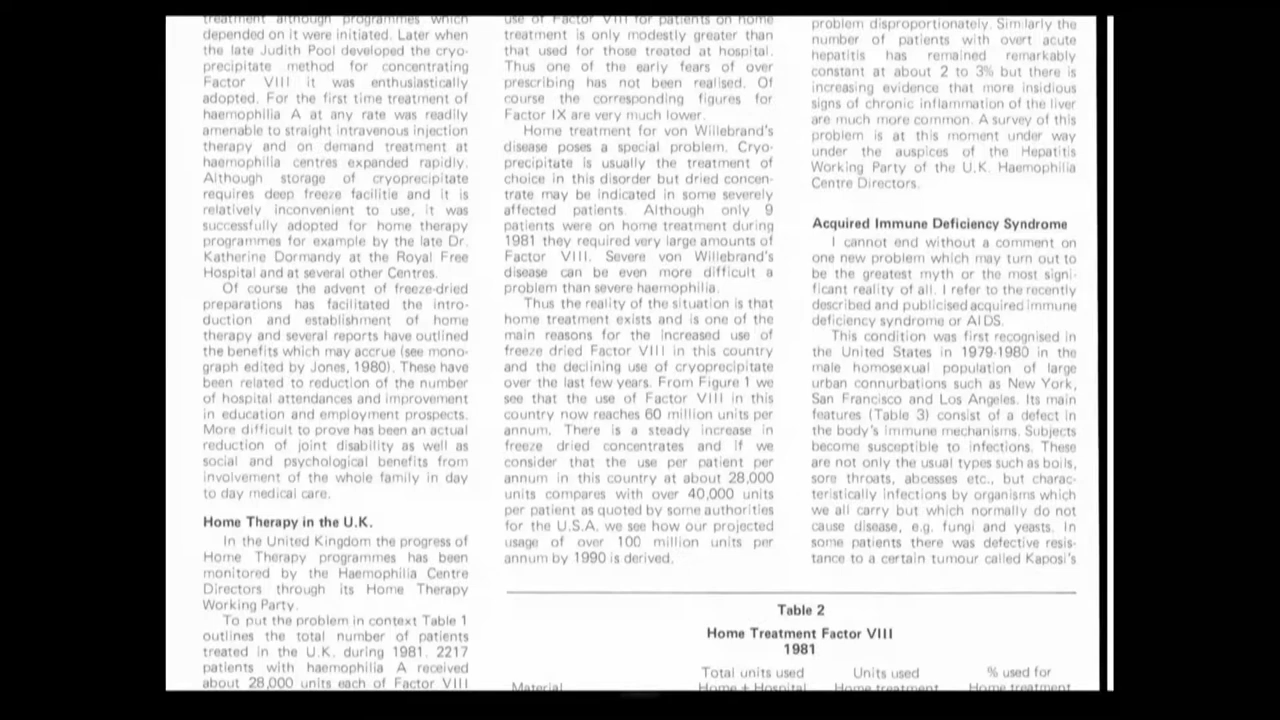 treatment although programmes which
depended on it were initiated. Later when
the late Judith Pool developed the cryo-
precipitate method for concentrating
Factor VIII it was enthusiastically
adopted. For the first time treatment of
haemophilia A at any rate was readily
amenable to straight intravenous injection
therapy and on demand treatment at
haemophilia centres expanded rapidly.
Although storage of cryoprecipitate
requires deep freeze facilitie and it is
relatively inconvenient to use, it was
successfully adopted for home therapy
programmes for example by the late Dr.
Katherine Dormandy at the Royal Free
Hospital and at several other Centres.
Of course the advent of freeze-dried
preparations has facilitated the intro-
duction and establishment of home
therapy and several reports have outlined
the benefits which may accrue (see mono-
graph edited by Jones, 1980). These have
been related to reduction of the number
of hospital attendances and improvement
in education and employment prospects.
More difficult to prove has been an actual
reduction of joint disability as well as
social and psychological benefits from
involvement of the whole family in day
to day medical care.
Home Therapy in the U.K.
In the United Kingdom the progress of
Home Therapy programmes has been
monitored by the Haemophilia Centre
Directors through its Home Therapy
Working Party.
To put the problem in context Table 1
outlines the total number of patients
treated in the U.K. during 1981. 2217
patients with haemophilia A received
about 28,000 units each of Factor VIII
use of Factor VIII for patients on home
treatment is only modestly greater than
that used for those treated at hospital.
Thus one of the early fears of over
prescribing has not been realised. Of
course the corresponding figures for
Factor IX are very much lower.
Home treatment for von Willebrand's
disease poses a special problem. Cryo-
precipitate is usually the treatment of
choice in this disorder but dried concen-
trate may be indicated in some severely
affected patients. Although only 9
patients were on home treatment during
1981 they required very large amounts of
Factor VIII. Severe von Willebrand's
disease can be even more difficult a
problem than severe haemophilia.
Thus the reality of the situation is that
home treatment exists and is one of the
main reasons for the increased use of
freeze dried Factor VIII in this country
and the declining use of cryoprecipitate
over the last few years. From Figure 1 we
see that the use of Factor VIII in this
country now reaches 60 million units per
annum. There is a steady increase in
freeze dried concentrates and if we
consider that the use per patient per
annum in this country at about 28,000
units compares with over 40,000 units
per patient as quoted by some authorities
for the U.S.A. we see how our projected
usage of over 100 million units per
annum by 1990 is derived.
problem disproportionately. Similarly the
number of patients with overt acute
hepatitis has remained remarkably
constant at about 2 to 3% but there is
increasing evidence that more insidious
signs of chronic inflammation of the liver
are much more common. A survey of this
problem is at this moment under way
under the auspices of the Hepatitis
Working Party of the U.K. Haemophilia
Centre Directors.
Acquired Immune Deficiency Syndrome
I cannot end without a comment on
one new problem which may turn out to
be the greatest myth or the most signi-
ficant reality of all. I refer to the recently
described and publicised acquired immune
deficiency syndrome or AIDS.
This condition was first recognised in
the United States in 1979-1980 in the
male homosexual population of large
urban connurbations such as New York,
San Francisco and Los Angeles. Its main
features (Table 3) consist of a defect in
the body's immune mechanisms. Subjects
become susceptible to infections. These
are not only the usual types such as boils,
sore throats, abcesses etc., but charac-
teristically infections by organisms which
we all carry but which normally do not
cause disease, e.g. fungi and yeasts. In
some patients there was defective resis-
tance to a certain tumour called Kaposi's
Table 2
Home Treatment Factor VIII
1981
Total units used Units used % used for
Material Home + Hospital Home treatment Home treatment